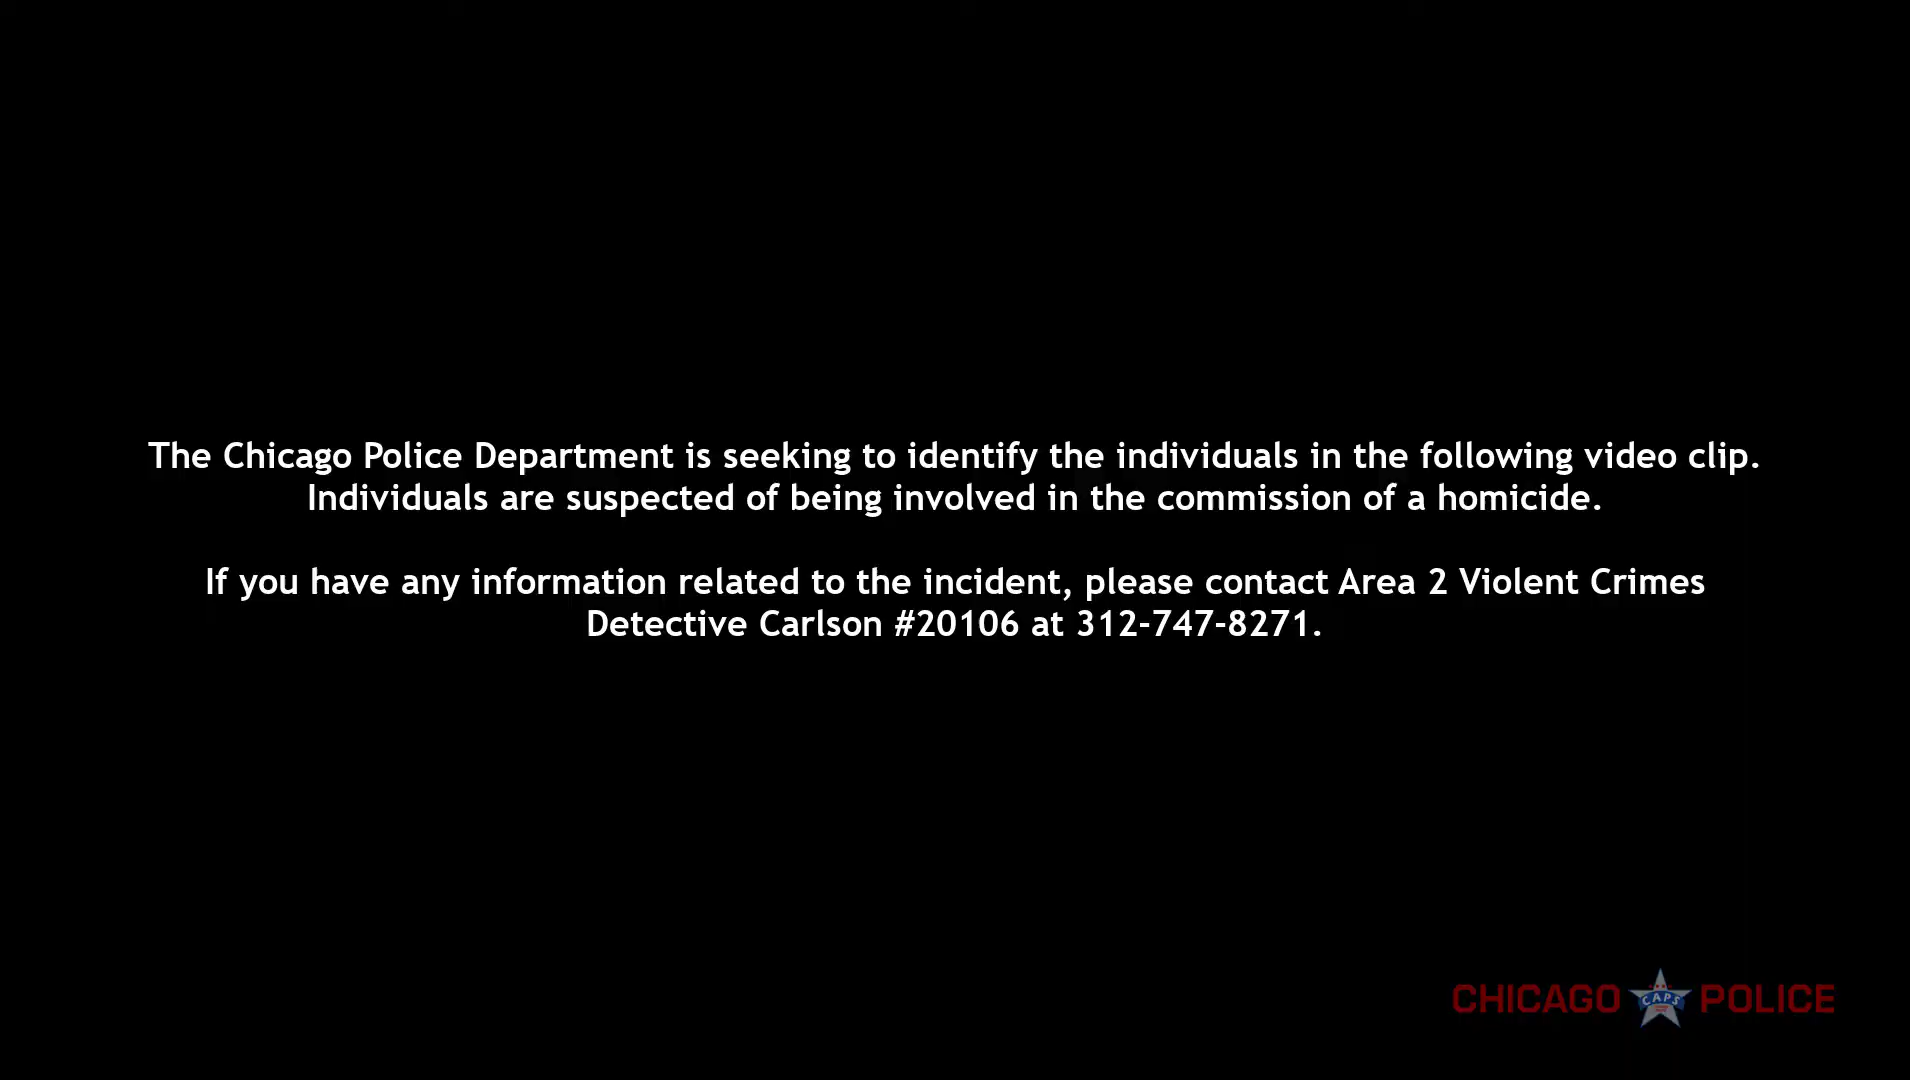 The Chicago Police Department is seeking to identify the individuals in the following video clip.
Individuals are suspected of being involved in the commission of a homicide.
If you have any information related to the incident, please contact Area 2 Violent Crimes
Detective Carlson #20106 at 312-747-8271.
CHICAGO CAPS POLICE